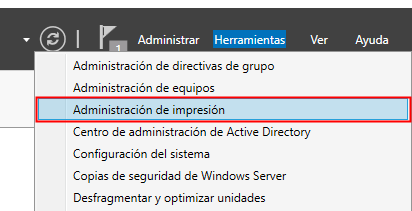 1 Administrar Herramientas Ver Ayuda
Administración de directivas de grupo
Administración de equipos
Administración de impresión
Centro de administración de Active Directory
Configuración del sistema
Copias de seguridad de Windows Server
Desfragmentar y optimizar unidades